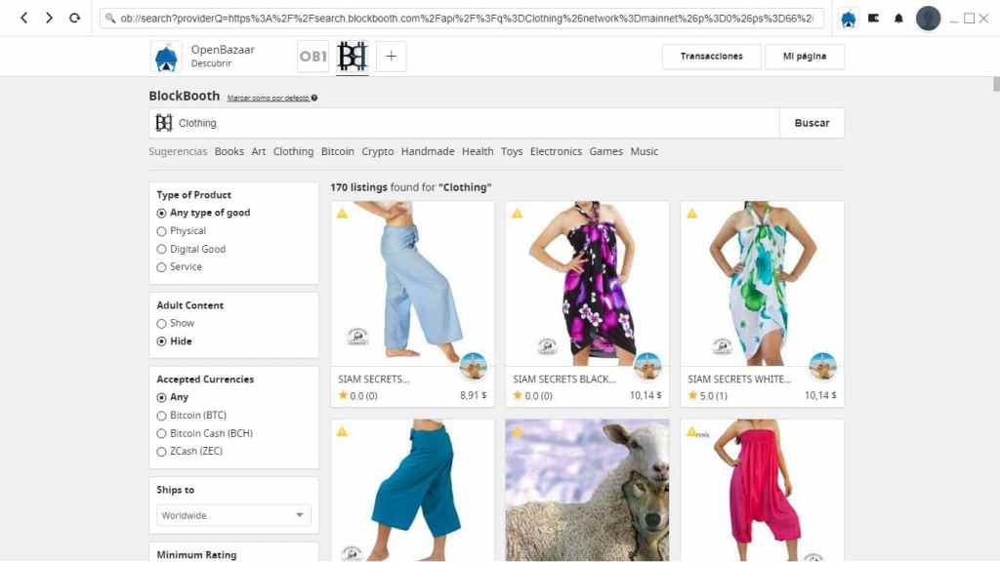 ob://search?providerQ=https%3A%2F%2Fsearch.blockbooth.com%2Fapi%2F%3Fq%3DClothing%26network%3Dmainnet%26p%3D0%26ps%3D66%2
OpenBazaar
Descubrir
OB1
Transacciones
Mi página
BlockBooth Marcar como por defecto
Clothing
Buscar
Sugerencias Books Art Clothing Bitcoin Crypto Handmade Health Toys Electronics Games Music
170 listings found for "Clothing"
Type of Product
Any type of good
Physical
Digital Good
Service
Adult Content
Show
Hide
Accepted Currencies
Any
Bitcoin (BTC)
Bitcoin Cash (BCH)
ZCash (ZEC)
Ships to
Worldwide
Minimum Rating
SIAM SECRETS...
0.0 (0) 8,91 $
SIAM SECRETS BLACK...
0.0 (0) 10,14 $
SIAM SECRETS WHITE...
5.0 (1) 10,14 $